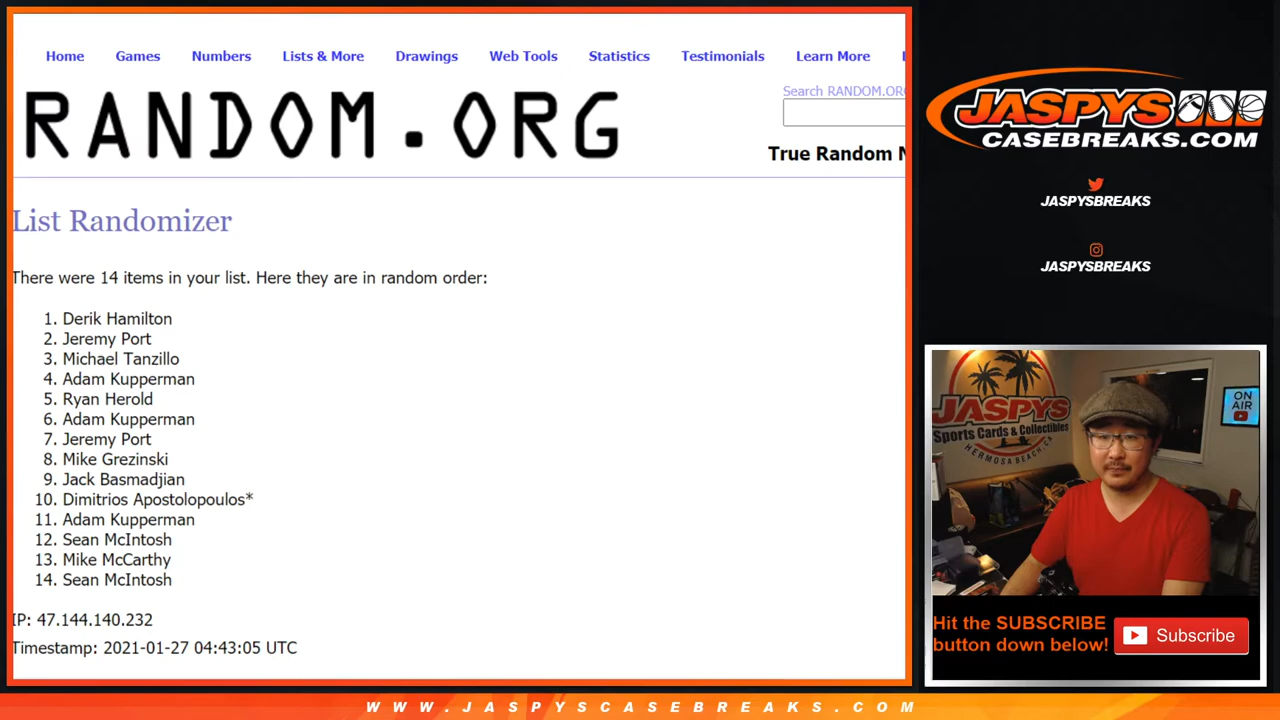 Home Games Numbers Lists & More Drawings Web Tools Statistics Testimonials Learn More
RANDOM.ORG
Search RANDOM.ORG
True Random N
List Randomizer
There were 14 items in your list. Here they are in random order:
1. Derik Hamilton
2. Jeremy Port
3. Michael Tanzillo
4. Adam Kupperman
5. Ryan Herold
6. Adam Kupperman
7. Jeremy Port
8. Mike Grezinski
9. Jack Basmadjian
10. Dimitrios Apostolopoulos*
11. Adam Kupperman
12. Sean McIntosh
13. Mike McCarthy
14. Sean McIntosh
IP: 47.144.140.232
Timestamp: 2021-01-27 04:43:05 UTC
JASPYS
CASEBREAKS.COM
JASPYSBREAKS
JASPYSBREAKS
JASPYS
Sports Cards & Collectibles
HERMOSA BEACH, CA
ON
AIR
Hit the SUBSCRIBE
button down below!
Subscribe
WWW.JASPYSCASEBREAKS.COM